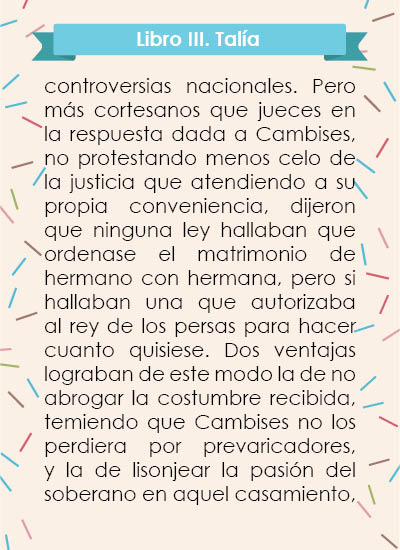 Libro III. Talía
controversias nacionales. Pero
más cortesanos que jueces en
la respuesta dada a Cambises,
no protestando menos celo de
la justicia que atendiendo a su
propia conveniencia, dijeron
que ninguna ley hallaban que
ordenase el matrimonio de
hermano con hermana, pero si
hallaban una que autorizaba
al rey de los persas para hacer
cuanto quisiese. Dos ventajas
lograban de este modo la de no
abrogar la costumbre recibida,
temiendo que Cambises no los
perdiera por prevaricadores,
y la de lisonjear la pasión del
soberano en aquel casamiento,